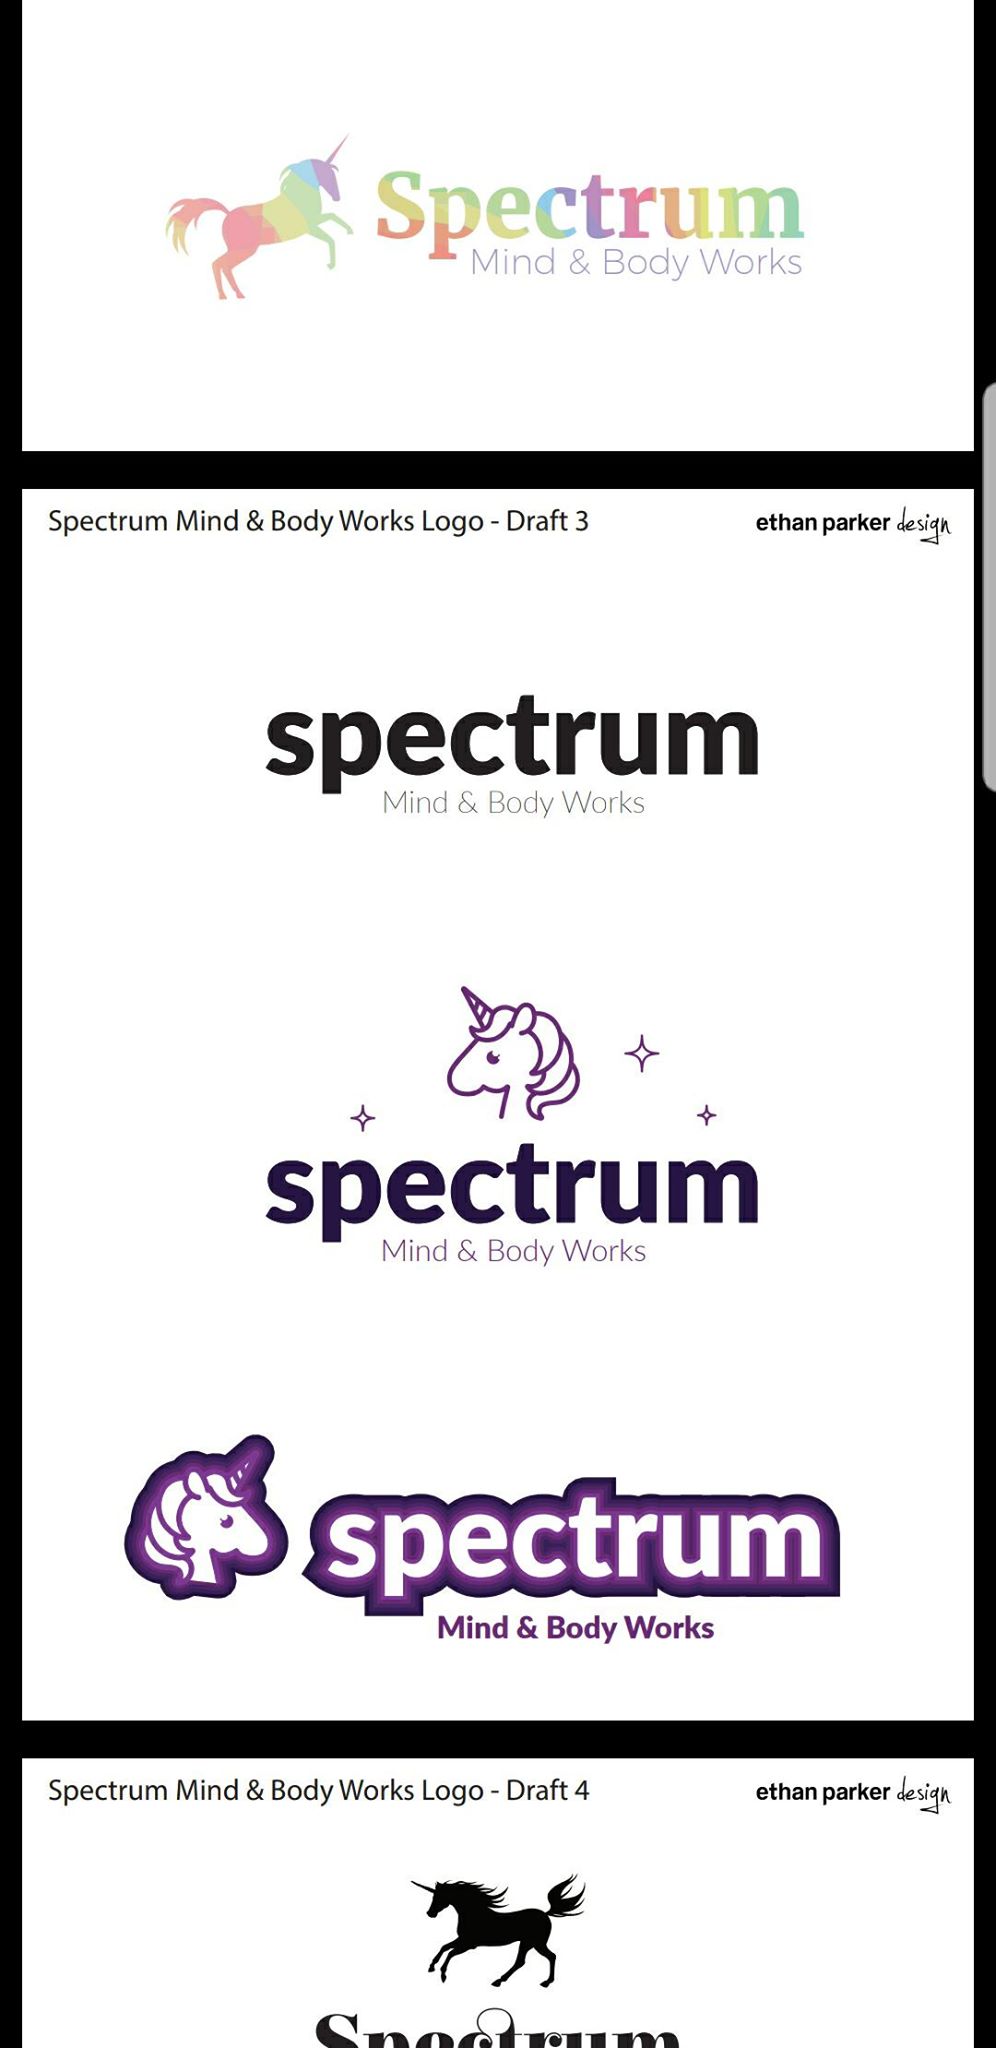 Spectrum
Mind & Body Works
Spectrum Mind & Body Works Logo - Draft 3
ethan parker design
spectrum
Mind & Body Works
spectrum
Mind & Body Works
spectrum
Mind & Body Works
Spectrum Mind & Body Works Logo - Draft 4
ethan parker design
Spectrum